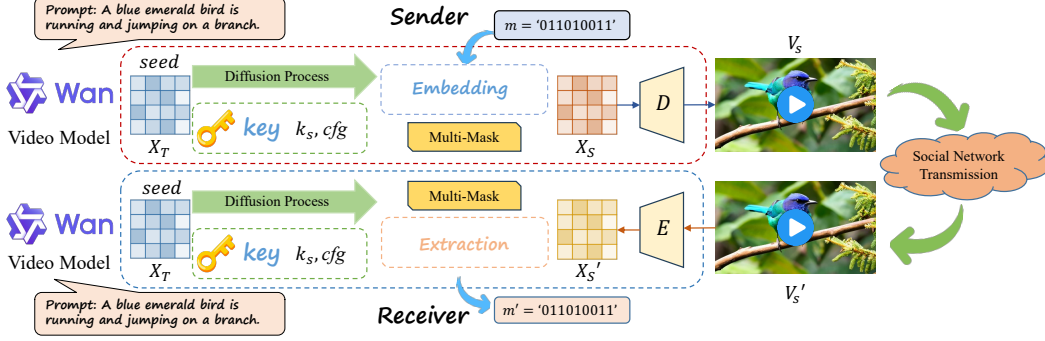 Prompt: A blue emerald bird is
running and jumping on a branch.
Sender
m = ‘011010011’
Wan
Video Model
seed
X_T
Diffusion Process
key k_s, cfg
Embedding
Multi-Mask
X_S
D
V_s
Social Network
Transmission
Wan
Video Model
seed
X_T
Diffusion Process
key k_s, cfg
Multi-Mask
Extraction
X_S'
E
V_s'
Prompt: A blue emerald bird is
running and jumping on a branch.
Receiver
m' = ‘011010011’